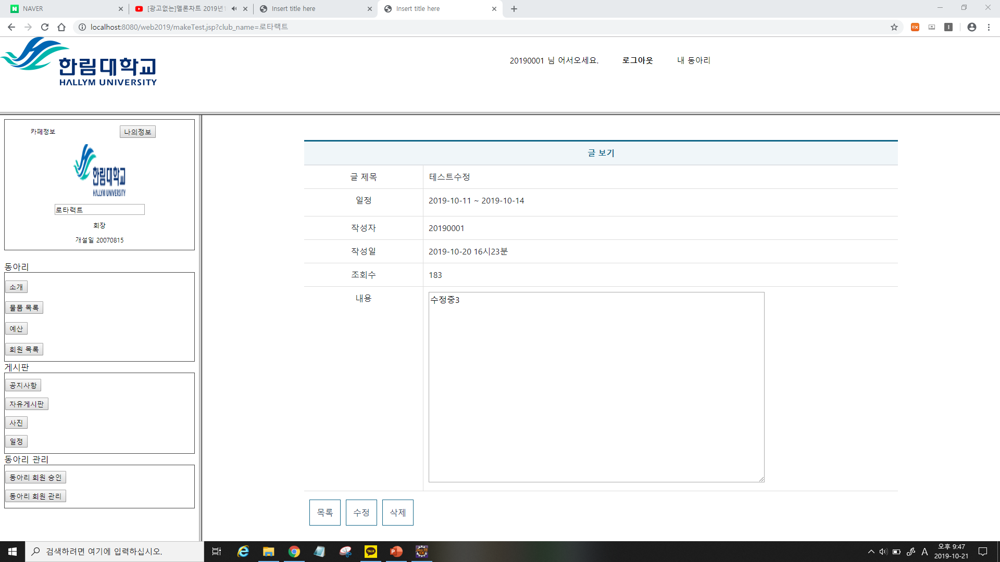 NAVER
[광고없는]멜론차트 2019년
Insert title here
Insert title here
localhost:8080/web2019/makeTest.jsp?club_name=로타랙트
한림대학교
HALLYM UNIVERSITY
20190001 님 어서오세요.
로그아웃
내 동아리
카페정보
나의정보
한림대학교
HALLYM UNIVERSITY
로타랙트
회장
개설일 20070815
동아리
소개
물품 목록
예산
회원 목록
게시판
공지사항
자유게시판
사진
일정
동아리 관리
동아리 회원 승인
동아리 회원 관리
글 보기
글 제목 테스트수정
일정 2019-10-11 ~ 2019-10-14
작성자 20190001
작성일 2019-10-20 16시23분
조회수 183
내용 수정중3
목록 수정 삭제
검색하려면 여기에 입력하십시오.
TALK
A
오후 9:47
2019-10-21